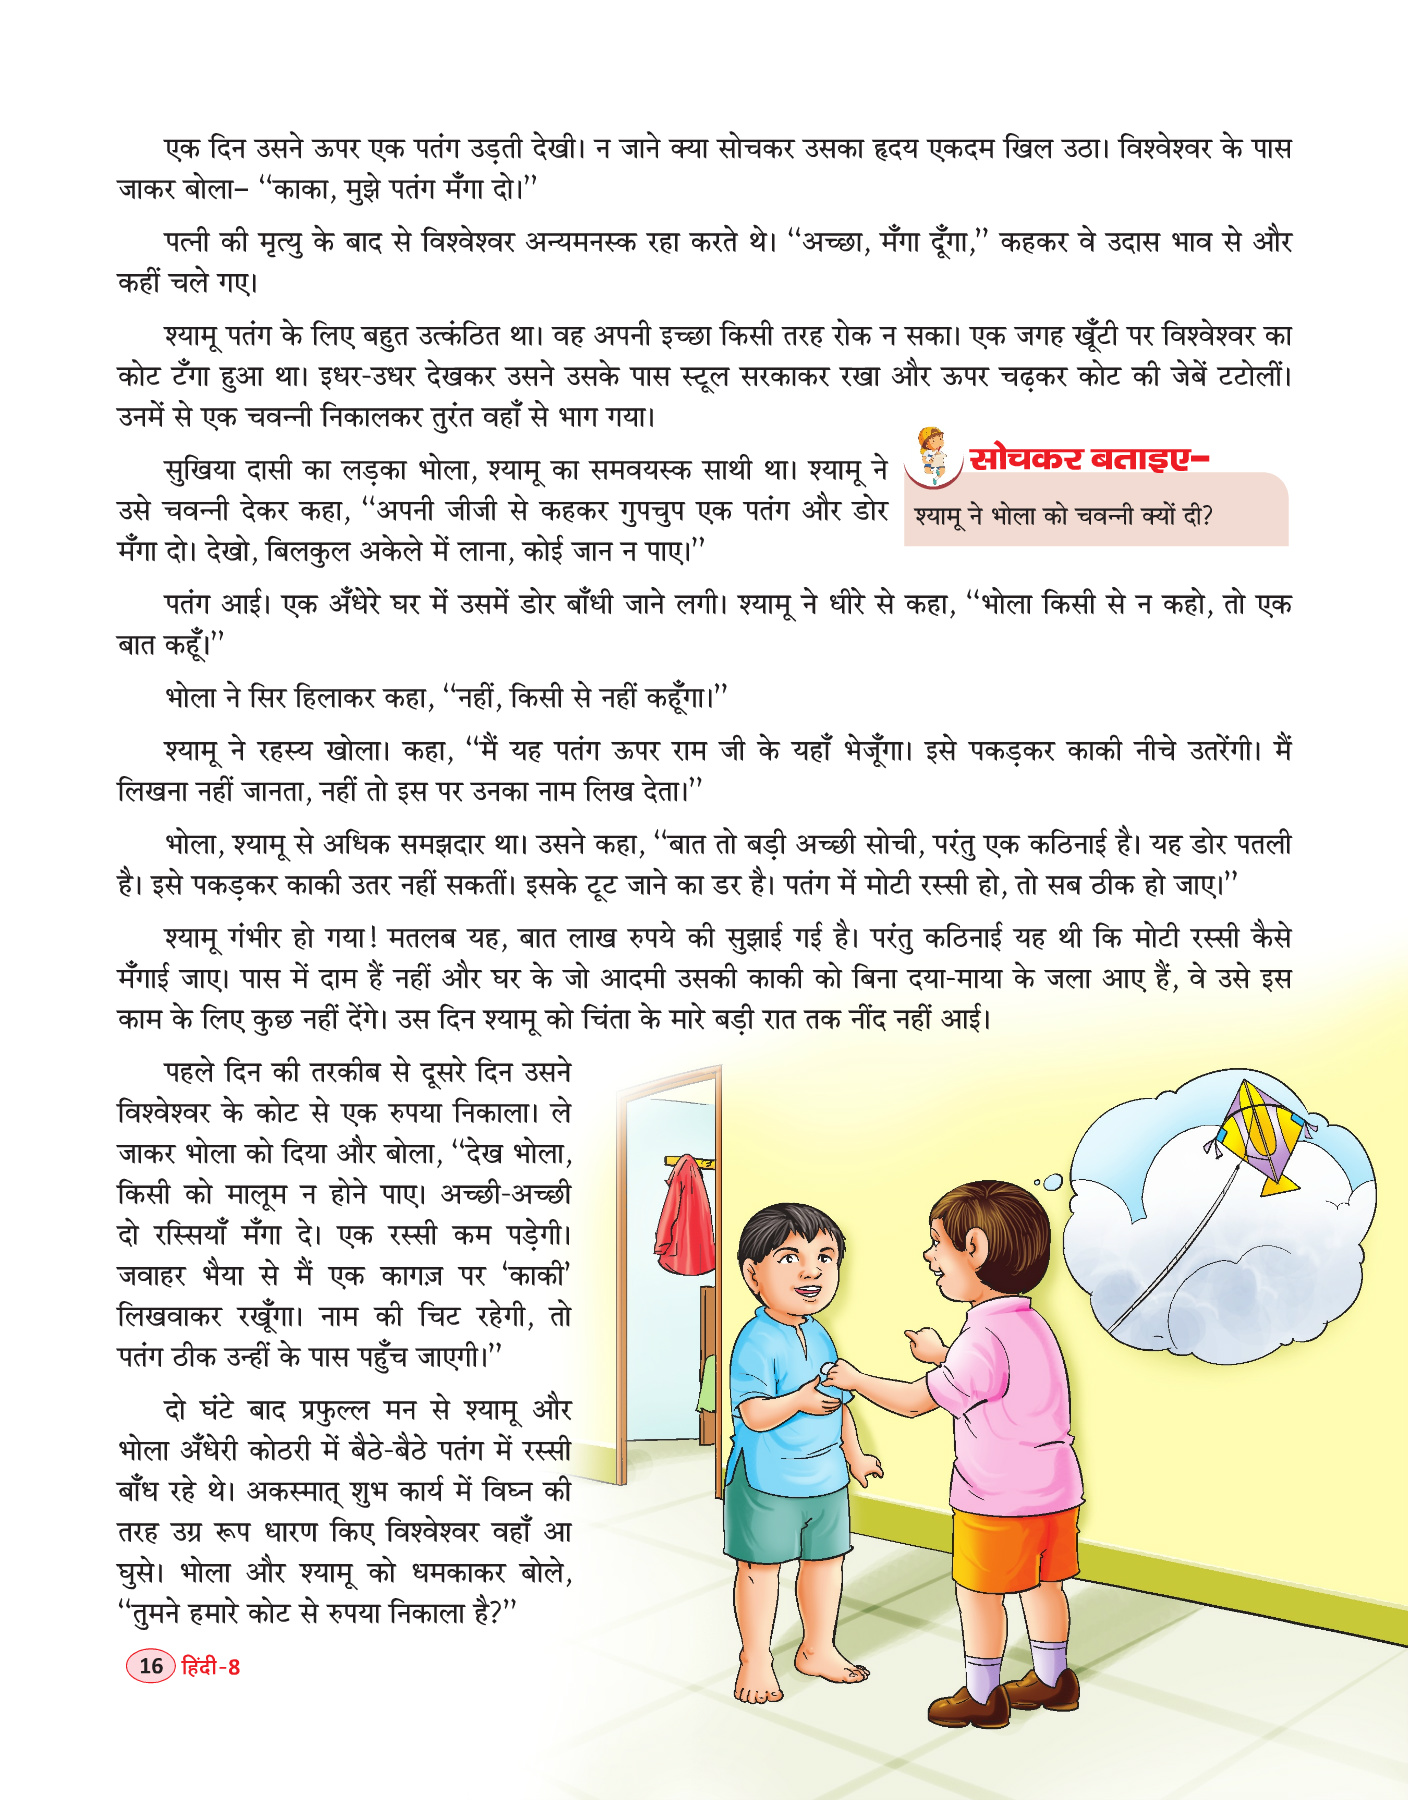 एक दिन उसने ऊपर एक पतंग उड़ती देखी। न जाने क्या सोचकर उसका हृदय एकदम खिल उठा। विश्वेश्वर के पास
जाकर बोला– “काका, मुझे पतंग मँगा दो।”
पत्नी की मृत्यु के बाद से विश्वेश्वर अन्यमनस्क रहा करते थे। “अच्छा, मँगा दूँगा,” कहकर वे उदास भाव से और
कहीं चले गए।
श्यामू पतंग के लिए बहुत उत्कंठित था। वह अपनी इच्छा किसी तरह रोक न सका। एक जगह खूँटी पर विश्वेश्वर का
कोट टँगा हुआ था। इधर-उधर देखकर उसने उसके पास स्टूल सरकाकर रखा और ऊपर चढ़कर कोट की जेबें टटोलीं।
उनमें से एक चवन्नी निकालकर तुरंत वहाँ से भाग गया।
सुखिया दासी का लड़का भोला, श्यामू का समवयस्क साथी था। श्यामू ने
उसे चवन्नी देकर कहा, “अपनी जीजी से कहकर गुपचुप एक पतंग और डोर
मँगा दो। देखो, बिलकुल अकेले में लाना, कोई जान न पाए।”
सोचकर बताइए–
श्यामू ने भोला को चवन्नी क्यों दी?
पतंग आई। एक अँधेरे घर में उसमें डोर बाँधी जाने लगी। श्यामू ने धीरे से कहा, “भोला किसी से न कहो, तो एक
बात कहूँ।”
भोला ने सिर हिलाकर कहा, “नहीं, किसी से नहीं कहूँगा।”
श्यामू ने रहस्य खोला। कहा, “मैं यह पतंग ऊपर राम जी के यहाँ भेजूँगा। इसे पकड़कर काकी नीचे उतरेंगी। मैं
लिखना नहीं जानता, नहीं तो इस पर उनका नाम लिख देता।”
भोला, श्यामू से अधिक समझदार था। उसने कहा, “बात तो बड़ी अच्छी सोची, परंतु एक कठिनाई है। यह डोर पतली
है। इसे पकड़कर काकी उतर नहीं सकतीं। इसके टूट जाने का डर है। पतंग में मोटी रस्सी हो, तो सब ठीक हो जाए।”
श्यामू गंभीर हो गया! मतलब यह, बात लाख रुपये की सुझाई गई है। परंतु कठिनाई यह थी कि मोटी रस्सी कैसे
मँगाई जाए। पास में दाम हैं नहीं और घर के जो आदमी उसकी काकी को बिना दया-माया के जला आए हैं, वे उसे इस
काम के लिए कुछ नहीं देंगे। उस दिन श्यामू को चिंता के मारे बड़ी रात तक नींद नहीं आई।
पहले दिन की तरकीब से दूसरे दिन उसने
विश्वेश्वर के कोट से एक रुपया निकाला। ले
जाकर भोला को दिया और बोला, “देख भोला,
किसी को मालूम न होने पाए। अच्छी-अच्छी
दो रस्सियाँ मँगा दे। एक रस्सी कम पड़ेगी।
जवाहर भैया से मैं एक कागज़ पर ‘काकी’
लिखवाकर रखूँगा। नाम की चिट रहेगी, तो
पतंग ठीक उन्हीं के पास पहुँच जाएगी।”
दो घंटे बाद प्रफुल्ल मन से श्यामू और
भोला अँधेरी कोठरी में बैठे-बैठे पतंग में रस्सी
बाँध रहे थे। अकस्मात् शुभ कार्य में विघ्न की
तरह उग्र रूप धारण किए विश्वेश्वर वहाँ आ
घुसे। भोला और श्यामू को धमकाकर बोले,
“तुमने हमारे कोट से रुपया निकाला है?”
16 हिंदी-8